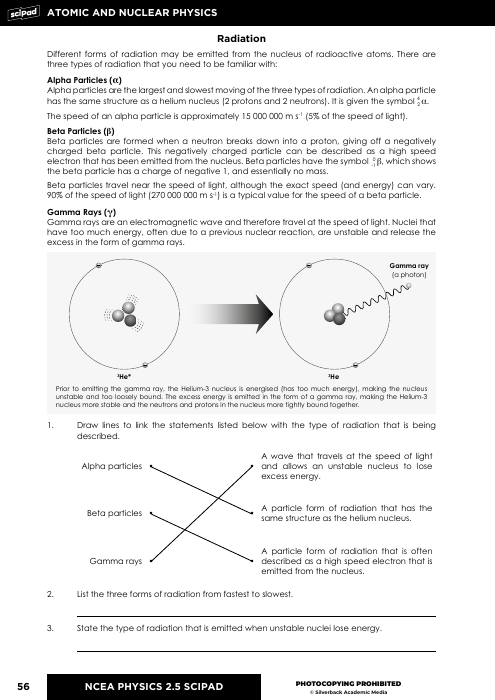 scipad
ATOMIC AND NUCLEAR PHYSICS
Radiation
Different forms of radiation may be emitted from the nucleus of radioactive atoms. There are
three types of radiation that you need to be familiar with:
Alpha Particles (α)
Alpha particles are the largest and slowest moving of the three types of radiation. An alpha particle
has the same structure as a helium nucleus (2 protons and 2 neutrons). It is given the symbol ⁴₂α.
The speed of an alpha particle is approximately 15 000 000 m s⁻¹ (5% of the speed of light).
Beta Particles (β)
Beta particles are formed when a neutron breaks down into a proton, giving off a negatively
charged beta particle. This negatively charged particle can be described as a high speed
electron that has been emitted from the nucleus. Beta particles have the symbol ⁰₋₁β, which shows
the beta particle has a charge of negative 1, and essentially no mass.
Beta particles travel near the speed of light, although the exact speed (and energy) can vary.
90% of the speed of light (270 000 000 m s⁻¹) is a typical value for the speed of a beta particle.
Gamma Rays (γ)
Gamma rays are an electromagnetic wave and therefore travel at the speed of light. Nuclei that
have too much energy, often due to a previous nuclear reaction, are unstable and release the
excess in the form of gamma rays.
Gamma ray
(a photon)
³He*
³He
Prior to emitting the gamma ray, the Helium-3 nucleus is energised (has too much energy), making the nucleus
unstable and too loosely bound. The excess energy is emitted in the form of a gamma ray, making the Helium-3
nucleus more stable and the neutrons and protons in the nucleus more tightly bound together.
1. Draw lines to link the statements listed below with the type of radiation that is being
described.
Alpha particles
Beta particles
Gamma rays
A wave that travels at the speed of light
and allows an unstable nucleus to lose
excess energy.
A particle form of radiation that has the
same structure as the helium nucleus.
A particle form of radiation that is often
described as a high speed electron that is
emitted from the nucleus.
2. List the three forms of radiation from fastest to slowest.
3. State the type of radiation that is emitted when unstable nuclei lose energy.
56
NCEA PHYSICS 2.5 SCIPAD
PHOTOCOPYING PROHIBITED
© Silverback Academic Media